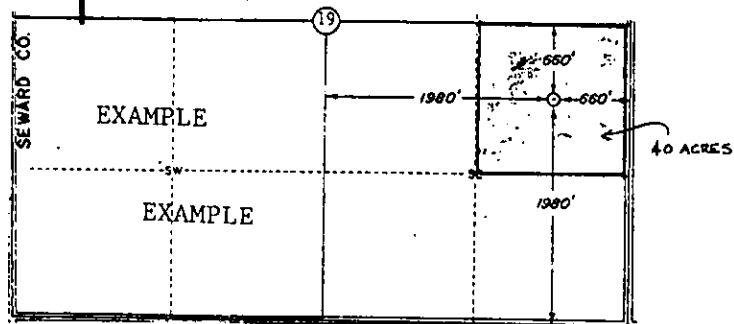 19
SEWARD CO.
660'
1980'
660'
EXAMPLE
40 ACRES
SW
SE
1980'
EXAMPLE